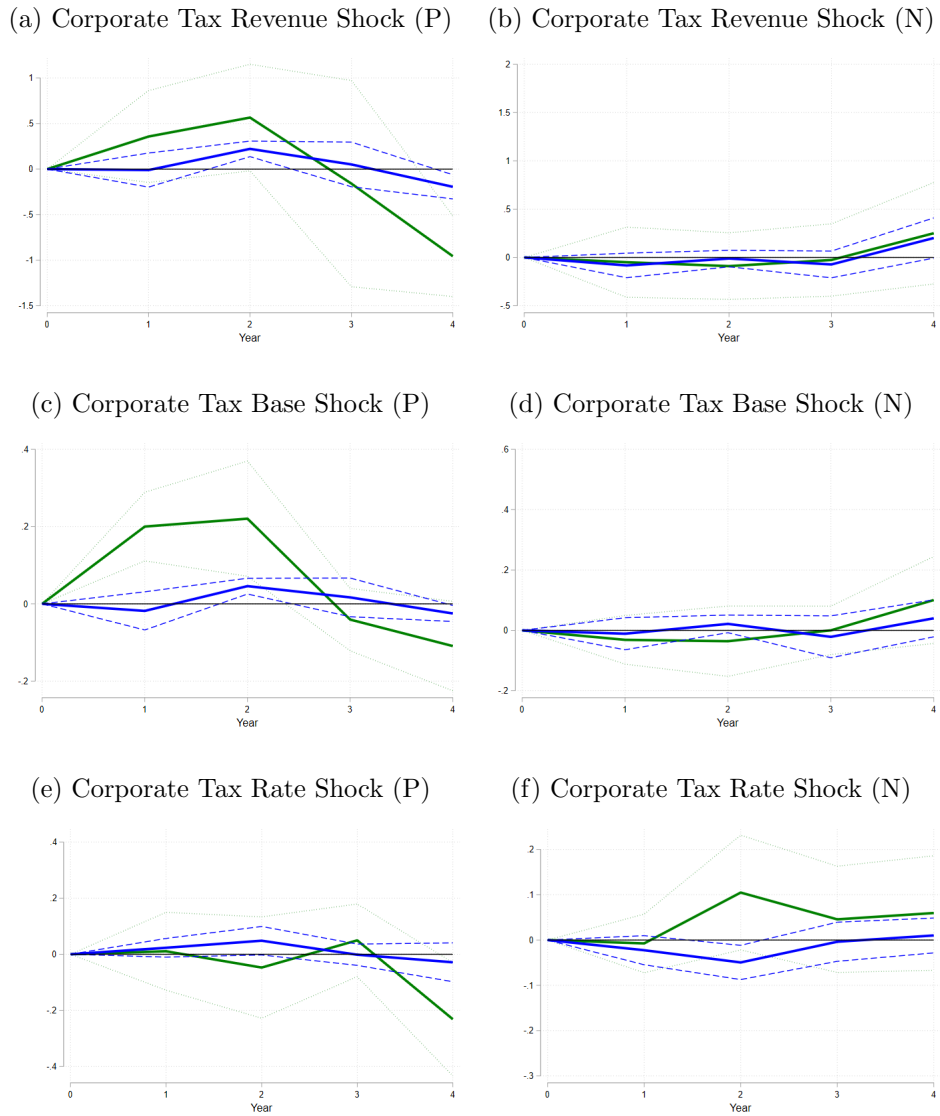 (a) Corporate Tax Revenue Shock (P)
1
.5
0
-.5
-1
-1.5
0 1 2 3 4
Year
(b) Corporate Tax Revenue Shock (N)
2
1.5
1
.5
0
-.5
0 1 2 3 4
Year
(c) Corporate Tax Base Shock (P)
.4
.2
0
-.2
0 1 2 3 4
Year
(d) Corporate Tax Base Shock (N)
.6
.4
.2
0
-.2
0 1 2 3 4
Year
(e) Corporate Tax Rate Shock (P)
.4
.2
0
-.2
-.4
0 1 2 3 4
Year
(f) Corporate Tax Rate Shock (N)
.2
.1
0
-.1
-.2
-.3
0 1 2 3 4
Year